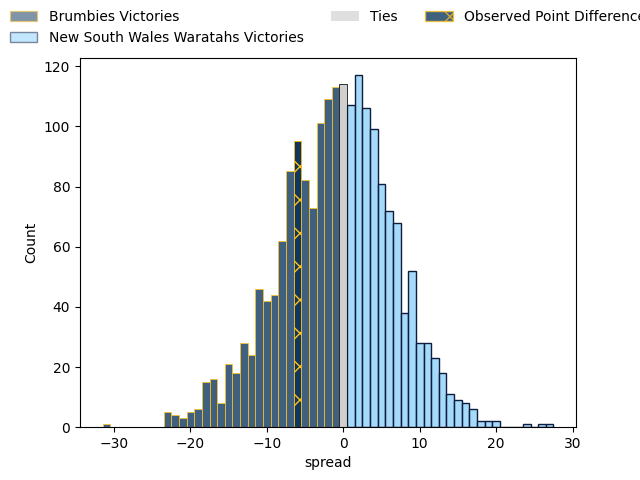 Brumbies Victories
New South Wales Waratahs Victories
Ties
Observed Point Difference
Count
120
100
80
60
40
20
0
−30 −20 −10 0 10 20 30
spread